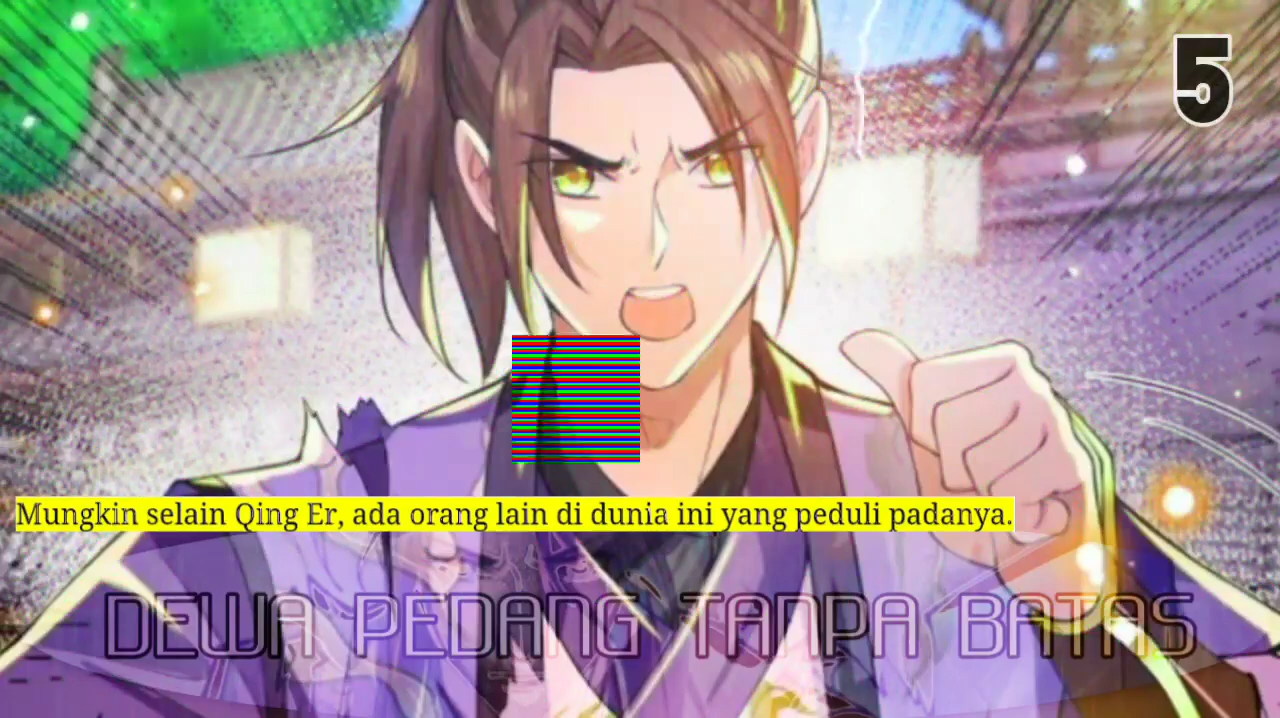 5
Mungkin selain Qing Er, ada orang lain di dunia ini yang peduli padanya.
DEWA PEDANG TANPA BATAS